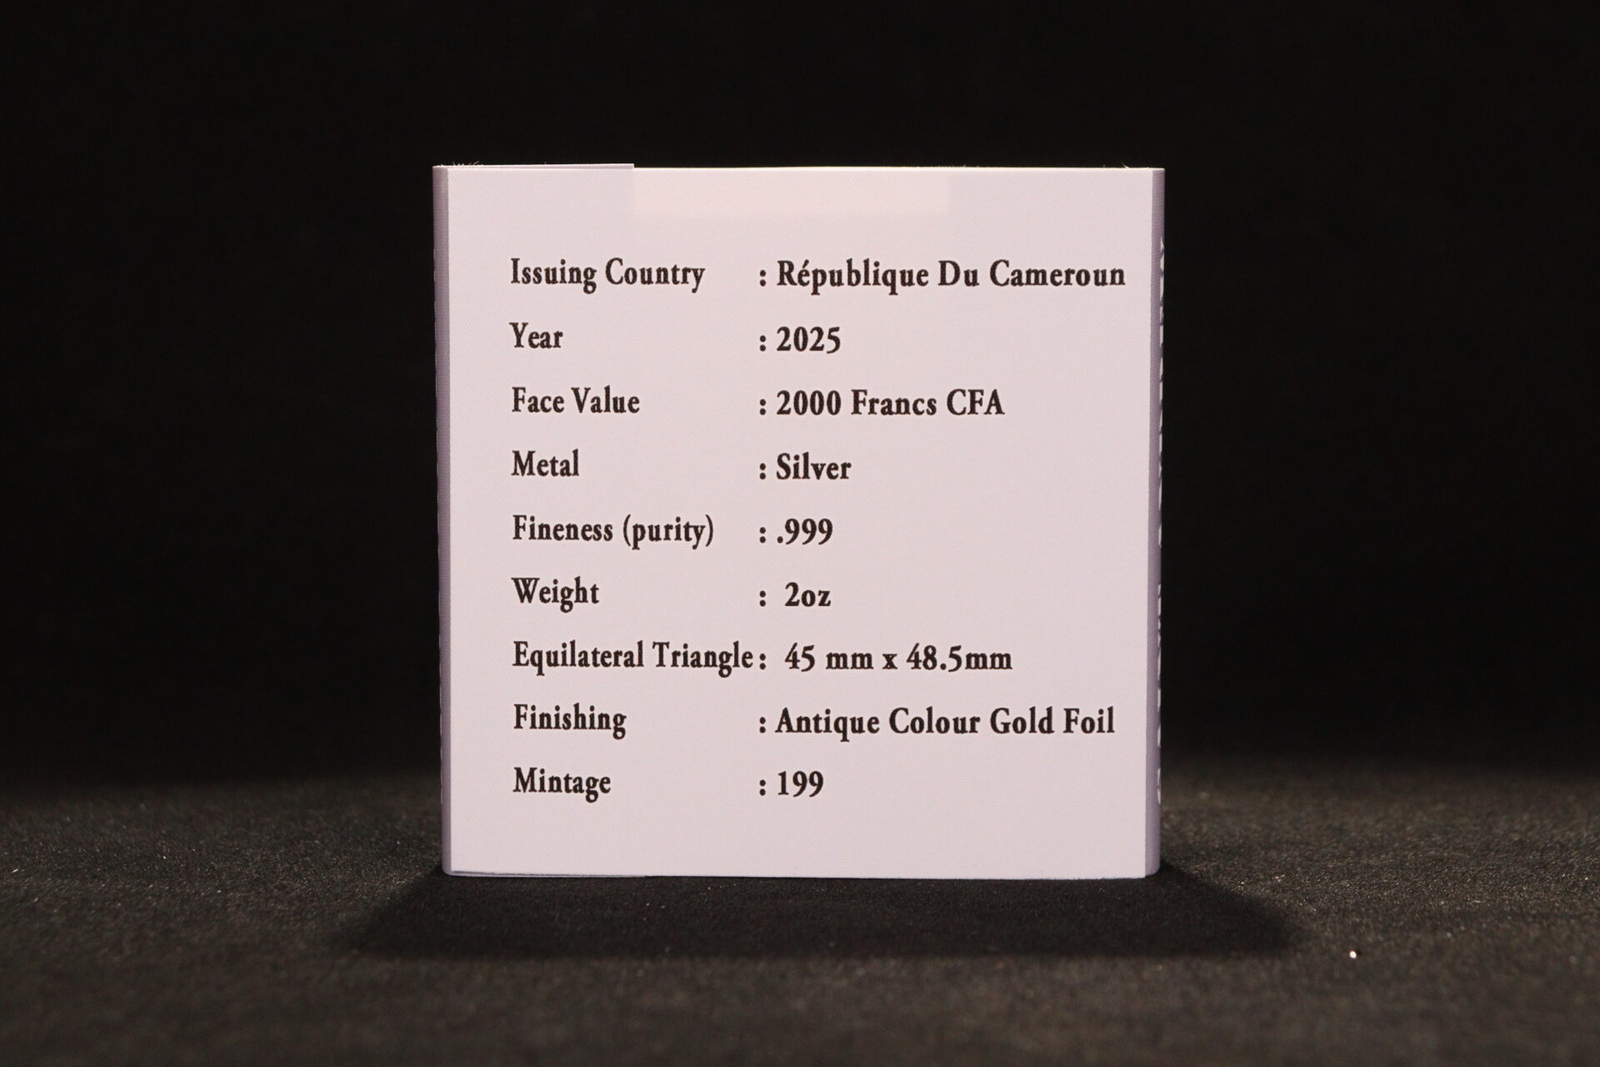 Issuing Country : République Du Cameroun
Year : 2025
Face Value : 2000 Francs CFA
Metal : Silver
Fineness (purity) : .999
Weight : 2oz
Equilateral Triangle : 45 mm x 48.5mm
Finishing : Antique Colour Gold Foil
Mintage : 199